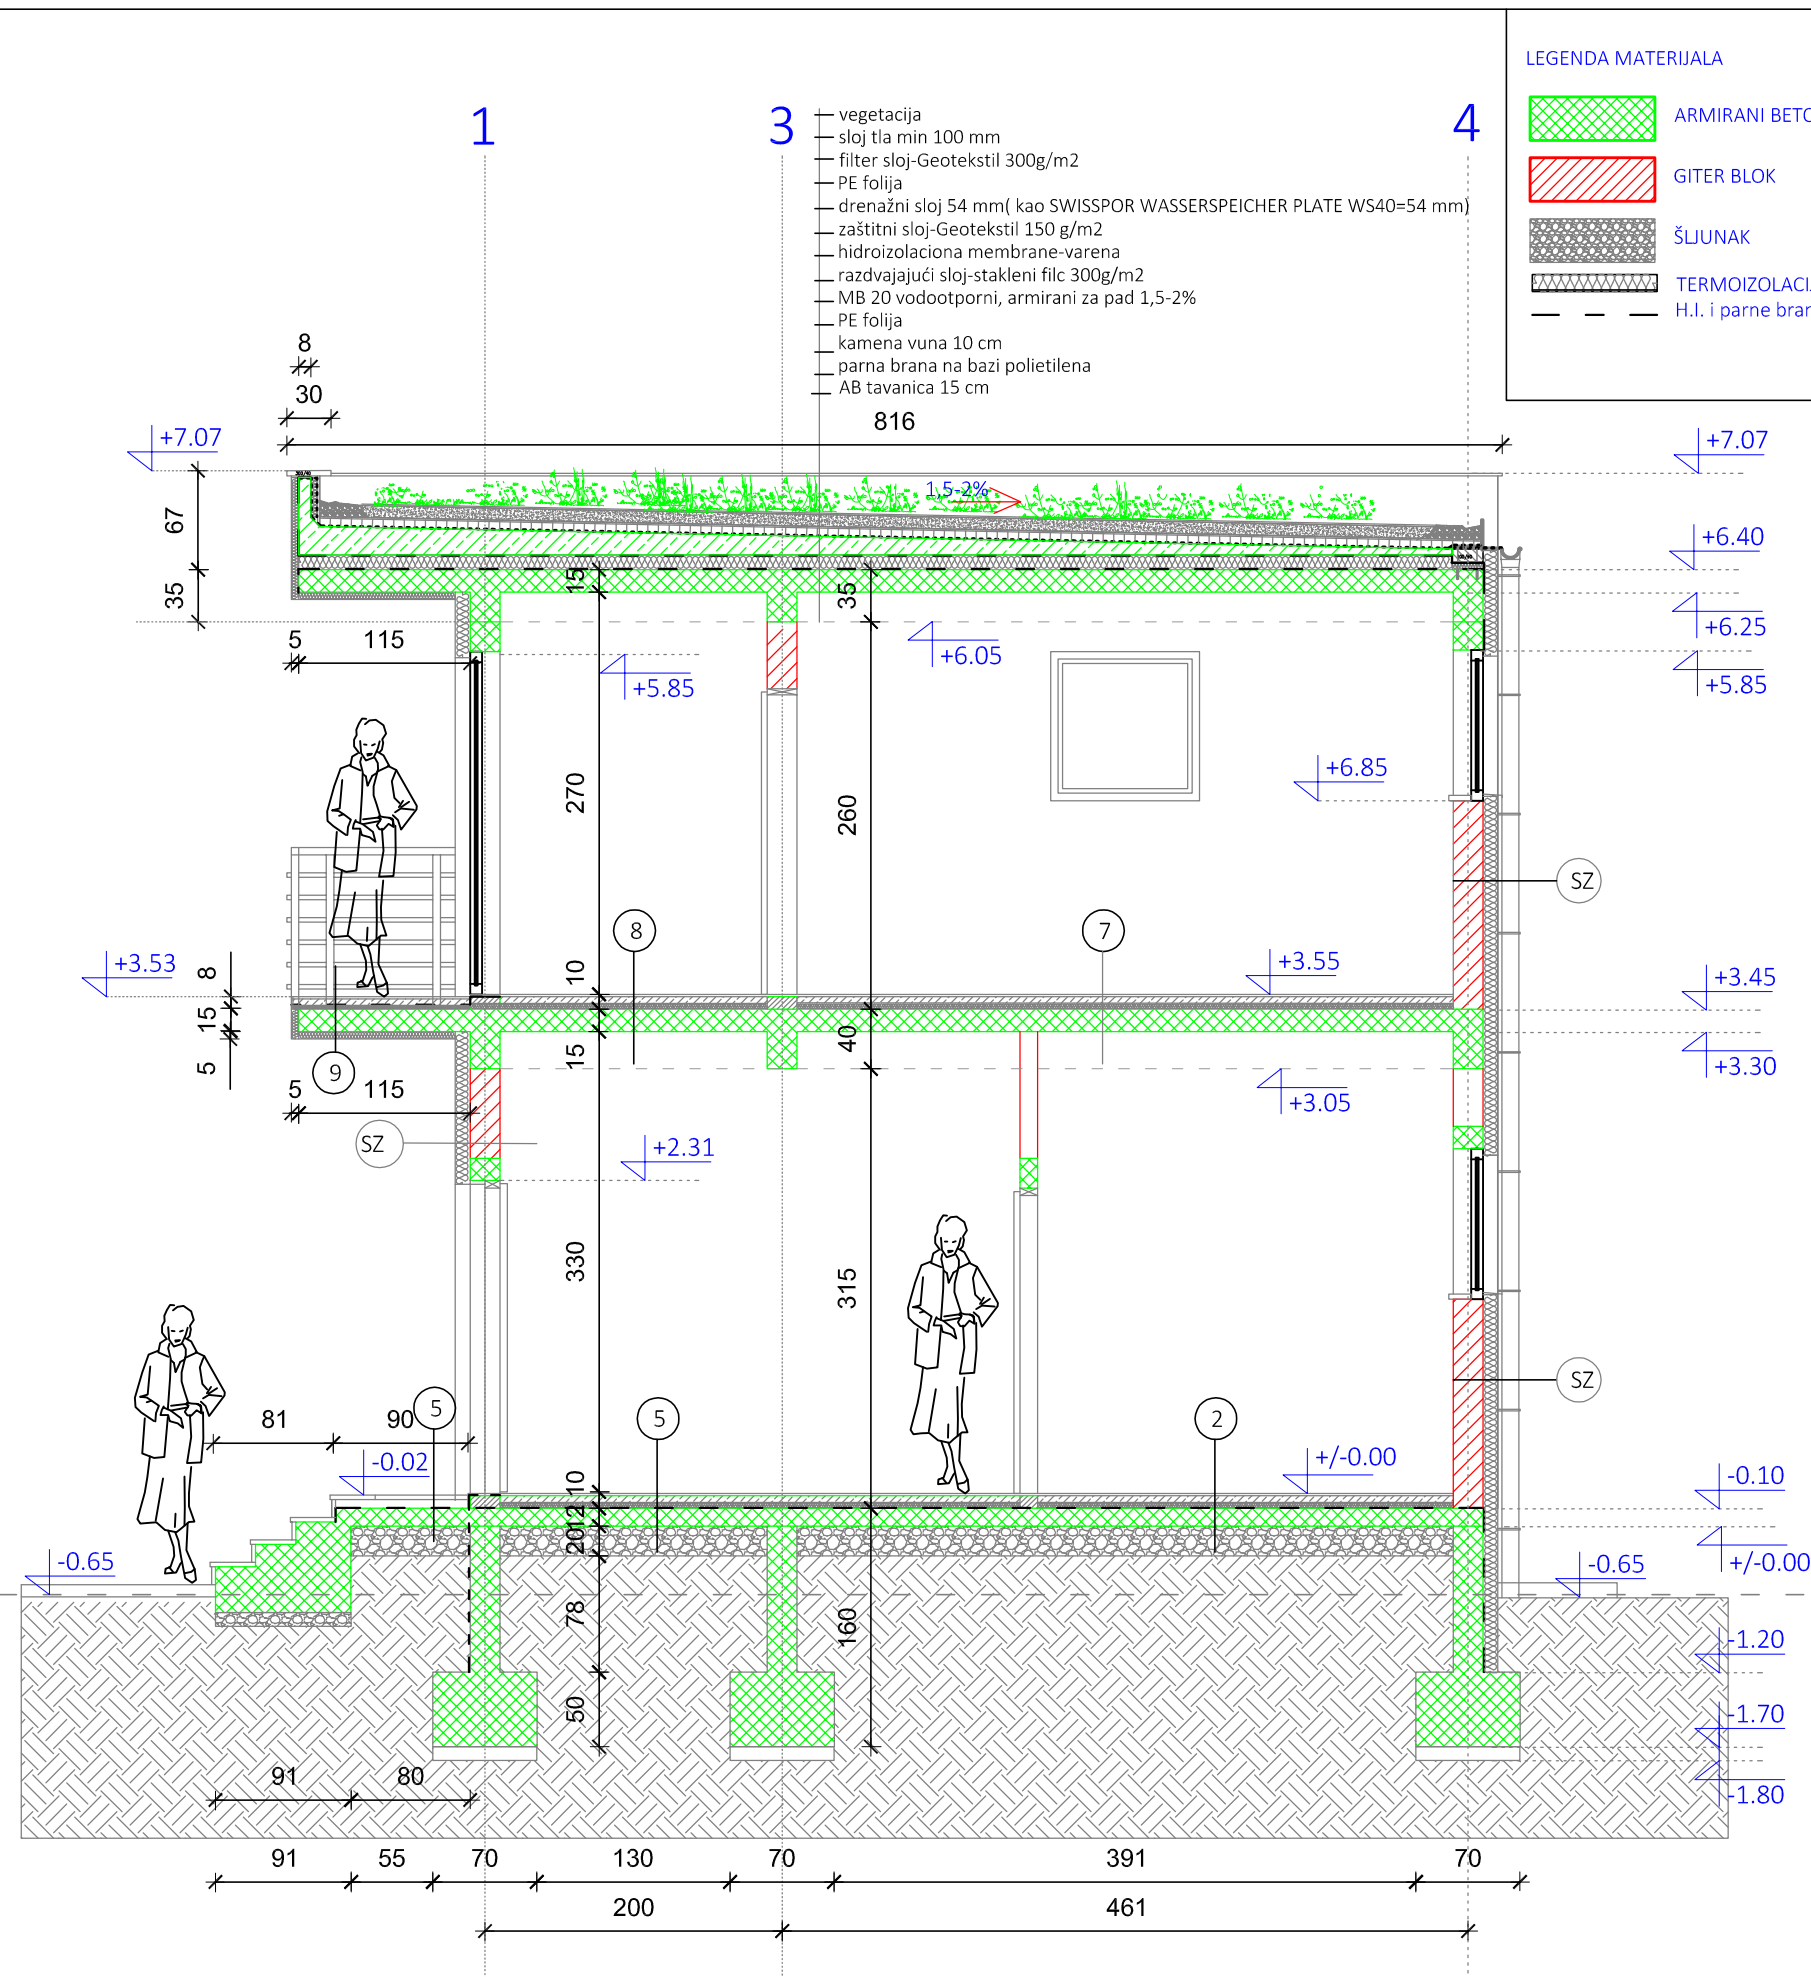 LEGENDA MATERIJALA
ARMIRANI BETO
GITER BLOK
ŠLJUNAK
TERMOIZOLACI
H.I. i parne bran
1 3 4
vegetacija
sloj tla min 100 mm
filter sloj-Geotekstil 300g/m2
PE folija
drenažni sloj 54 mm( kao SWISSPOR WASSERSPEICHER PLATE WS40=54 mm)
zaštitni sloj-Geotekstil 150 g/m2
hidroizolaciona membrane-varena
razdvajajući sloj-stakleni filc 300g/m2
MB 20 vodootporni, armirani za pad 1,5-2%
PE folija
kamena vuna 10 cm
parna brana na bazi polietilena
AB tavanica 15 cm
8
30
816
+7.07
+7.07
1,5-2%
67
+6.40
35
15
35
+6.25
5 115
+6.05
+5.85
+5.85
270
260
+6.85
SZ
8
7
+3.53
8
10
+3.55
+3.45
15
15
40
+3.30
5
9
5 115
+3.05
SZ
+2.31
330
315
SZ
81 90
5
5
2
-0.02
10
+/-0.00
-0.10
12
20
-0.65
-0.65
+/-0.00
78
160
-1.20
50
-1.70
91 80
-1.80
91 55 70 130 70 391 70
200 461